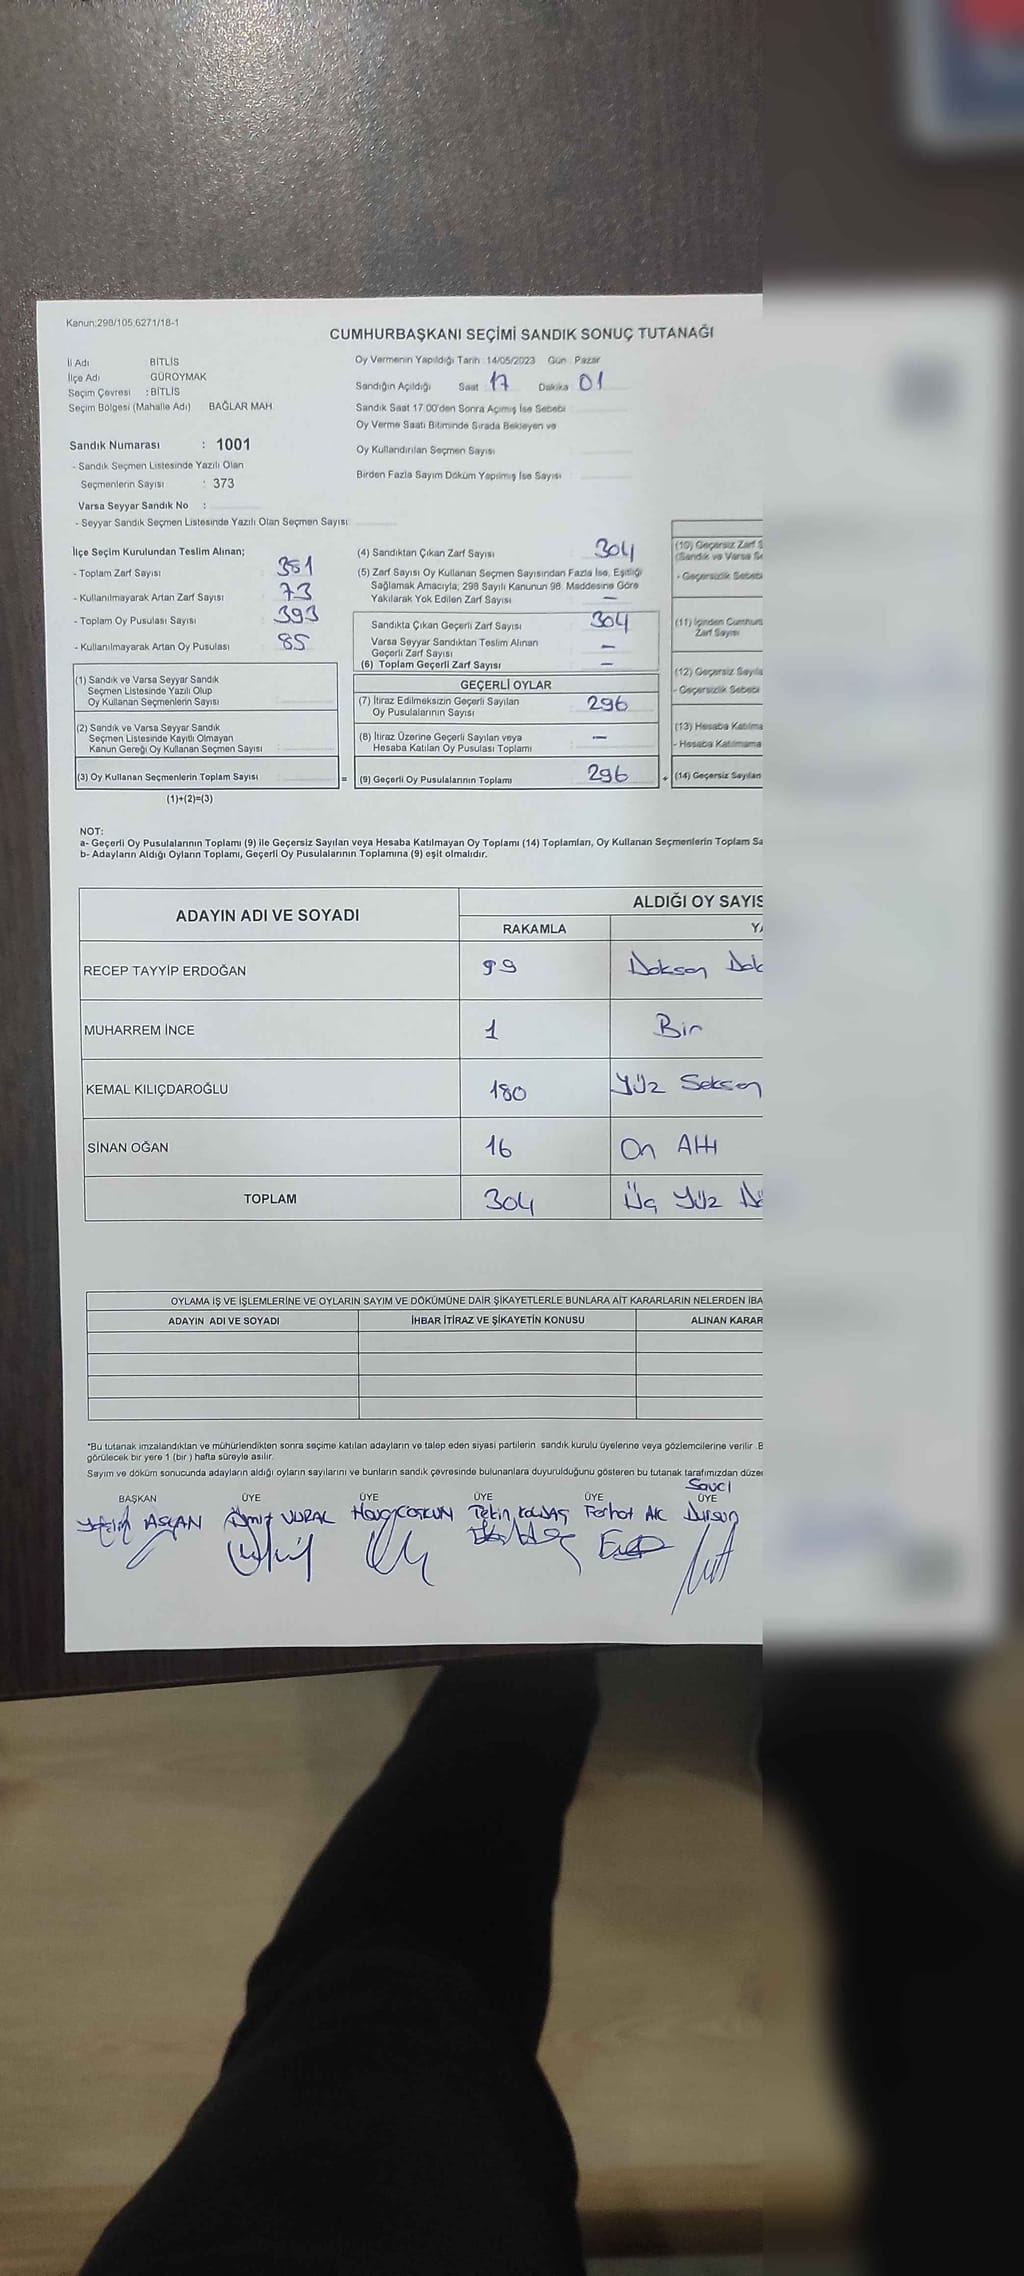 Kanun:298/105,6271/18-1
CUMHURBAŞKANI SEÇİMİ SANDIK SONUÇ TUTANAĞI
İl Adı BİTLİS
İlçe Adı GÜROYMAK
Seçim Çevresi : BİTLİS
Seçim Bölgesi (Mahalle Adı) BAĞLAR MAH.
Oy Vermenin Yapıldığı Tarih : 14/05/2023 Gün : Pazar
Sandığın Açıldığı Saat 17 Dakika 01
Sandık Saat 17:00'den Sonra Açımış İse Sebebi
Oy Verme Saati Bitiminde Sırada Bekleyen ve
Oy Kullandırılan Seçmen Sayısı
Birden Fazla Sayım Döküm Yapılmış İse Sayısı
Sandık Numarası : 1001
- Sandık Seçmen Listesinde Yazılı Olan
Seçmenlerin Sayısı : 373
Varsa Seyyar Sandık No :
- Seyyar Sandık Seçmen Listesinde Yazılı Olan Seçmen Sayısı
İlçe Seçim Kurulundan Teslim Alınan;
- Toplam Zarf Sayısı 381
- Kullanılmayarak Artan Zarf Sayısı 73
- Toplam Oy Pusulası Sayısı 393
- Kullanılmayarak Artan Oy Pusulası 85
(1) Sandık ve Varsa Seyyar Sandık
Seçmen Listesinde Yazılı Olup
Oy Kullanan Seçmenlerin Sayısı
(2) Sandık ve Varsa Seyyar Sandık
Seçmen Listesinde Kayıtlı Olmayan
Kanun Gereği Oy Kullanan Seçmen Sayısı
(3) Oy Kullanan Seçmenlerin Toplam Sayısı =
(1)+(2)=(3)
(4) Sandıktan Çıkan Zarf Sayısı 304
(5) Zarf Sayısı Oy Kullanan Seçmen Sayısından Fazla İse, Eşitliği
Sağlamak Amacıyla; 298 Sayılı Kanunun 98. Maddesine Göre
Yakılarak Yok Edilen Zarf Sayısı –
Sandıkta Çıkan Geçerli Zarf Sayısı 304
Varsa Seyyar Sandıktan Teslim Alınan
Geçerli Zarf Sayısı –
(6) Toplam Geçerli Zarf Sayısı –
GEÇERLİ OYLAR
(7) İtiraz Edilmeksizin Geçerli Sayılan
Oy Pusulalarının Sayısı 296
(8) İtiraz Üzerine Geçerli Sayılan veya
Hesaba Katılan Oy Pusulası Toplamı –
(9) Geçerli Oy Pusulalarının Toplamı 296 +
(10) Geçersiz Zarf
(Sandık ve Varsa
- Geçersizlik Sebebi
(11) İçinden
Zarf Sayısı
(12) Geçersiz
- Geçersizlik Sebebi
(13) Hesaba
- Hesaba
(14) Geçersiz Sayılan
NOT:
a- Geçerli Oy Pusulalarının Toplamı (9) ile Geçersiz Sayılan veya Hesaba Katılmayan Oy Toplamı (14) Toplamları, Oy Kullanan Seçmenlerin Toplam
b- Adayların Aldığı Oyların Toplamı, Geçerli Oy Pusulalarının Toplamına (9) eşit olmalıdır.
ADAYIN ADI VE SOYADI ALDIĞI OY
RAKAMLA
RECEP TAYYİP ERDOĞAN 99 Doksan
MUHARREM İNCE 1 Bir
KEMAL KILIÇDAROĞLU 180 Yüz Seksen
SİNAN OĞAN 16 On Altı
TOPLAM 304 Üç Yüz
OYLAMA İŞ VE İŞLEMLERİNE VE OYLARIN SAYIM VE DÖKÜMÜNE DAİR ŞİKAYETLERLE BUNLARA AİT KARARLARIN NELERDEN
ADAYIN ADI VE SOYADI İHBAR İTİRAZ VE ŞİKAYETİN KONUSU ALINAN KARAR
*Bu tutanak imzalandıktan ve mühürlendikten sonra seçime katılan adayların ve talep eden siyasi partilerin sandık kurulu üyelerine veya gözlemcilerine verilir.
görülecek bir yere 1 (bir ) hafta süreyle asılır.
Sayım ve döküm sonucunda adayların aldığı oyların sayılarını ve bunların sandık çevresinde bulunanlara duyurulduğunu gösteren bu tutanak tarafımızdan
BAŞKAN ÜYE ÜYE ÜYE ÜYE ÜYE
ASLAN VURAL COŞKUN Tekin Ferhat AK Dursun